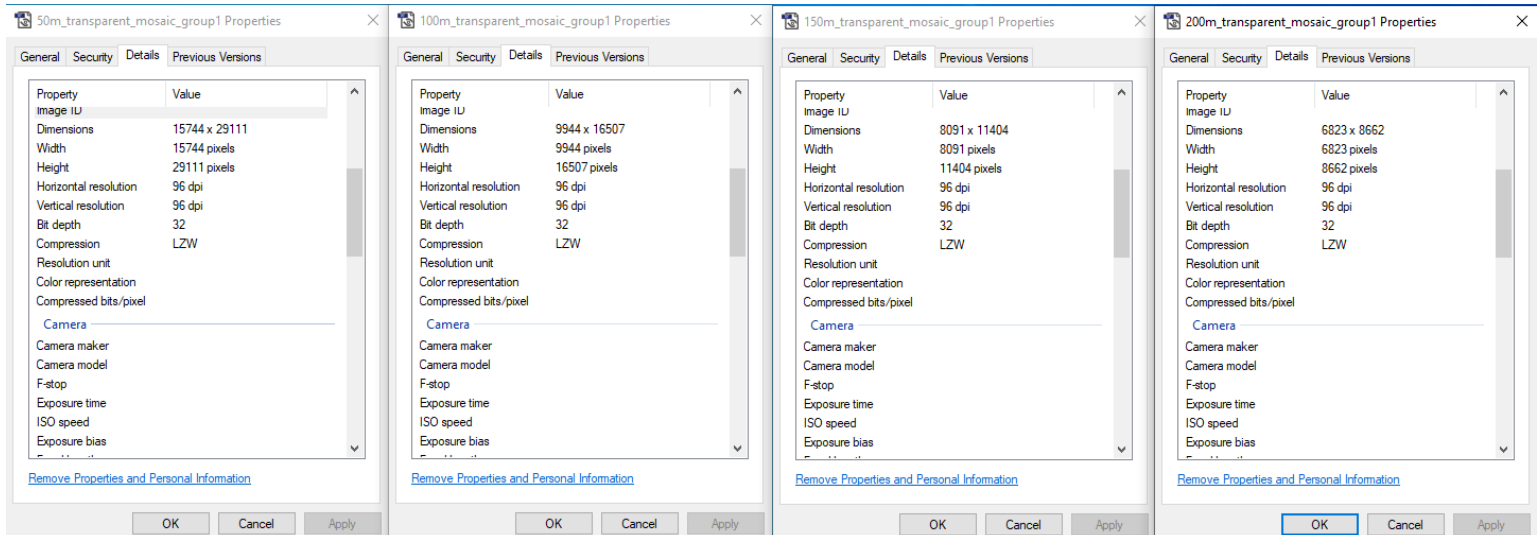 50m_transparent_mosaic_group1 Properties
General Security Details Previous Versions
Property Value
Image ID
Dimensions 15744 x 29111
Width 15744 pixels
Height 29111 pixels
Horizontal resolution 96 dpi
Vertical resolution 96 dpi
Bit depth 32
Compression LZW
Resolution unit
Color representation
Compressed bits/pixel
Camera
Camera maker
Camera model
F-stop
Exposure time
ISO speed
Exposure bias
Remove Properties and Personal Information
OK Cancel Apply
100m_transparent_mosaic_group1 Properties
General Security Details Previous Versions
Property Value
Image ID
Dimensions 9944 x 16507
Width 9944 pixels
Height 16507 pixels
Horizontal resolution 96 dpi
Vertical resolution 96 dpi
Bit depth 32
Compression LZW
Resolution unit
Color representation
Compressed bits/pixel
Camera
Camera maker
Camera model
F-stop
Exposure time
ISO speed
Exposure bias
Remove Properties and Personal Information
OK Cancel Apply
150m_transparent_mosaic_group1 Properties
General Security Details Previous Versions
Property Value
Image ID
Dimensions 8091 x 11404
Width 8091 pixels
Height 11404 pixels
Horizontal resolution 96 dpi
Vertical resolution 96 dpi
Bit depth 32
Compression LZW
Resolution unit
Color representation
Compressed bits/pixel
Camera
Camera maker
Camera model
F-stop
Exposure time
ISO speed
Exposure bias
Remove Properties and Personal Information
OK Cancel Apply
200m_transparent_mosaic_group1 Properties
General Security Details Previous Versions
Property Value
Image ID
Dimensions 6823 x 8662
Width 6823 pixels
Height 8662 pixels
Horizontal resolution 96 dpi
Vertical resolution 96 dpi
Bit depth 32
Compression LZW
Resolution unit
Color representation
Compressed bits/pixel
Camera
Camera maker
Camera model
F-stop
Exposure time
ISO speed
Exposure bias
Remove Properties and Personal Information
OK Cancel Apply